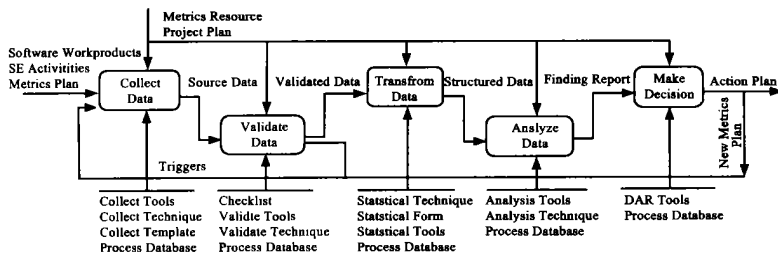 Metrics Resource
Project Plan
Software Workproducts
SE Activitities
Metrics Plan
Collect
Data
Source Data
Validate
Data
Validated Data
Transfrom
Data
Structured Data
Anslyze
Data
Finding Report
Make
Decision
Action Plan
New Metrics
Plan
Triggers
Collect Tools
Collect Technique
Collect Template
Process Database
Checklist
Validte Tools
Validate Technique
Process Database
Statstical Technique
Statstical Form
Statstical Tools
Process Database
Analysis Tools
Analysis Technique
Process Database
DAR Tools
Process Database